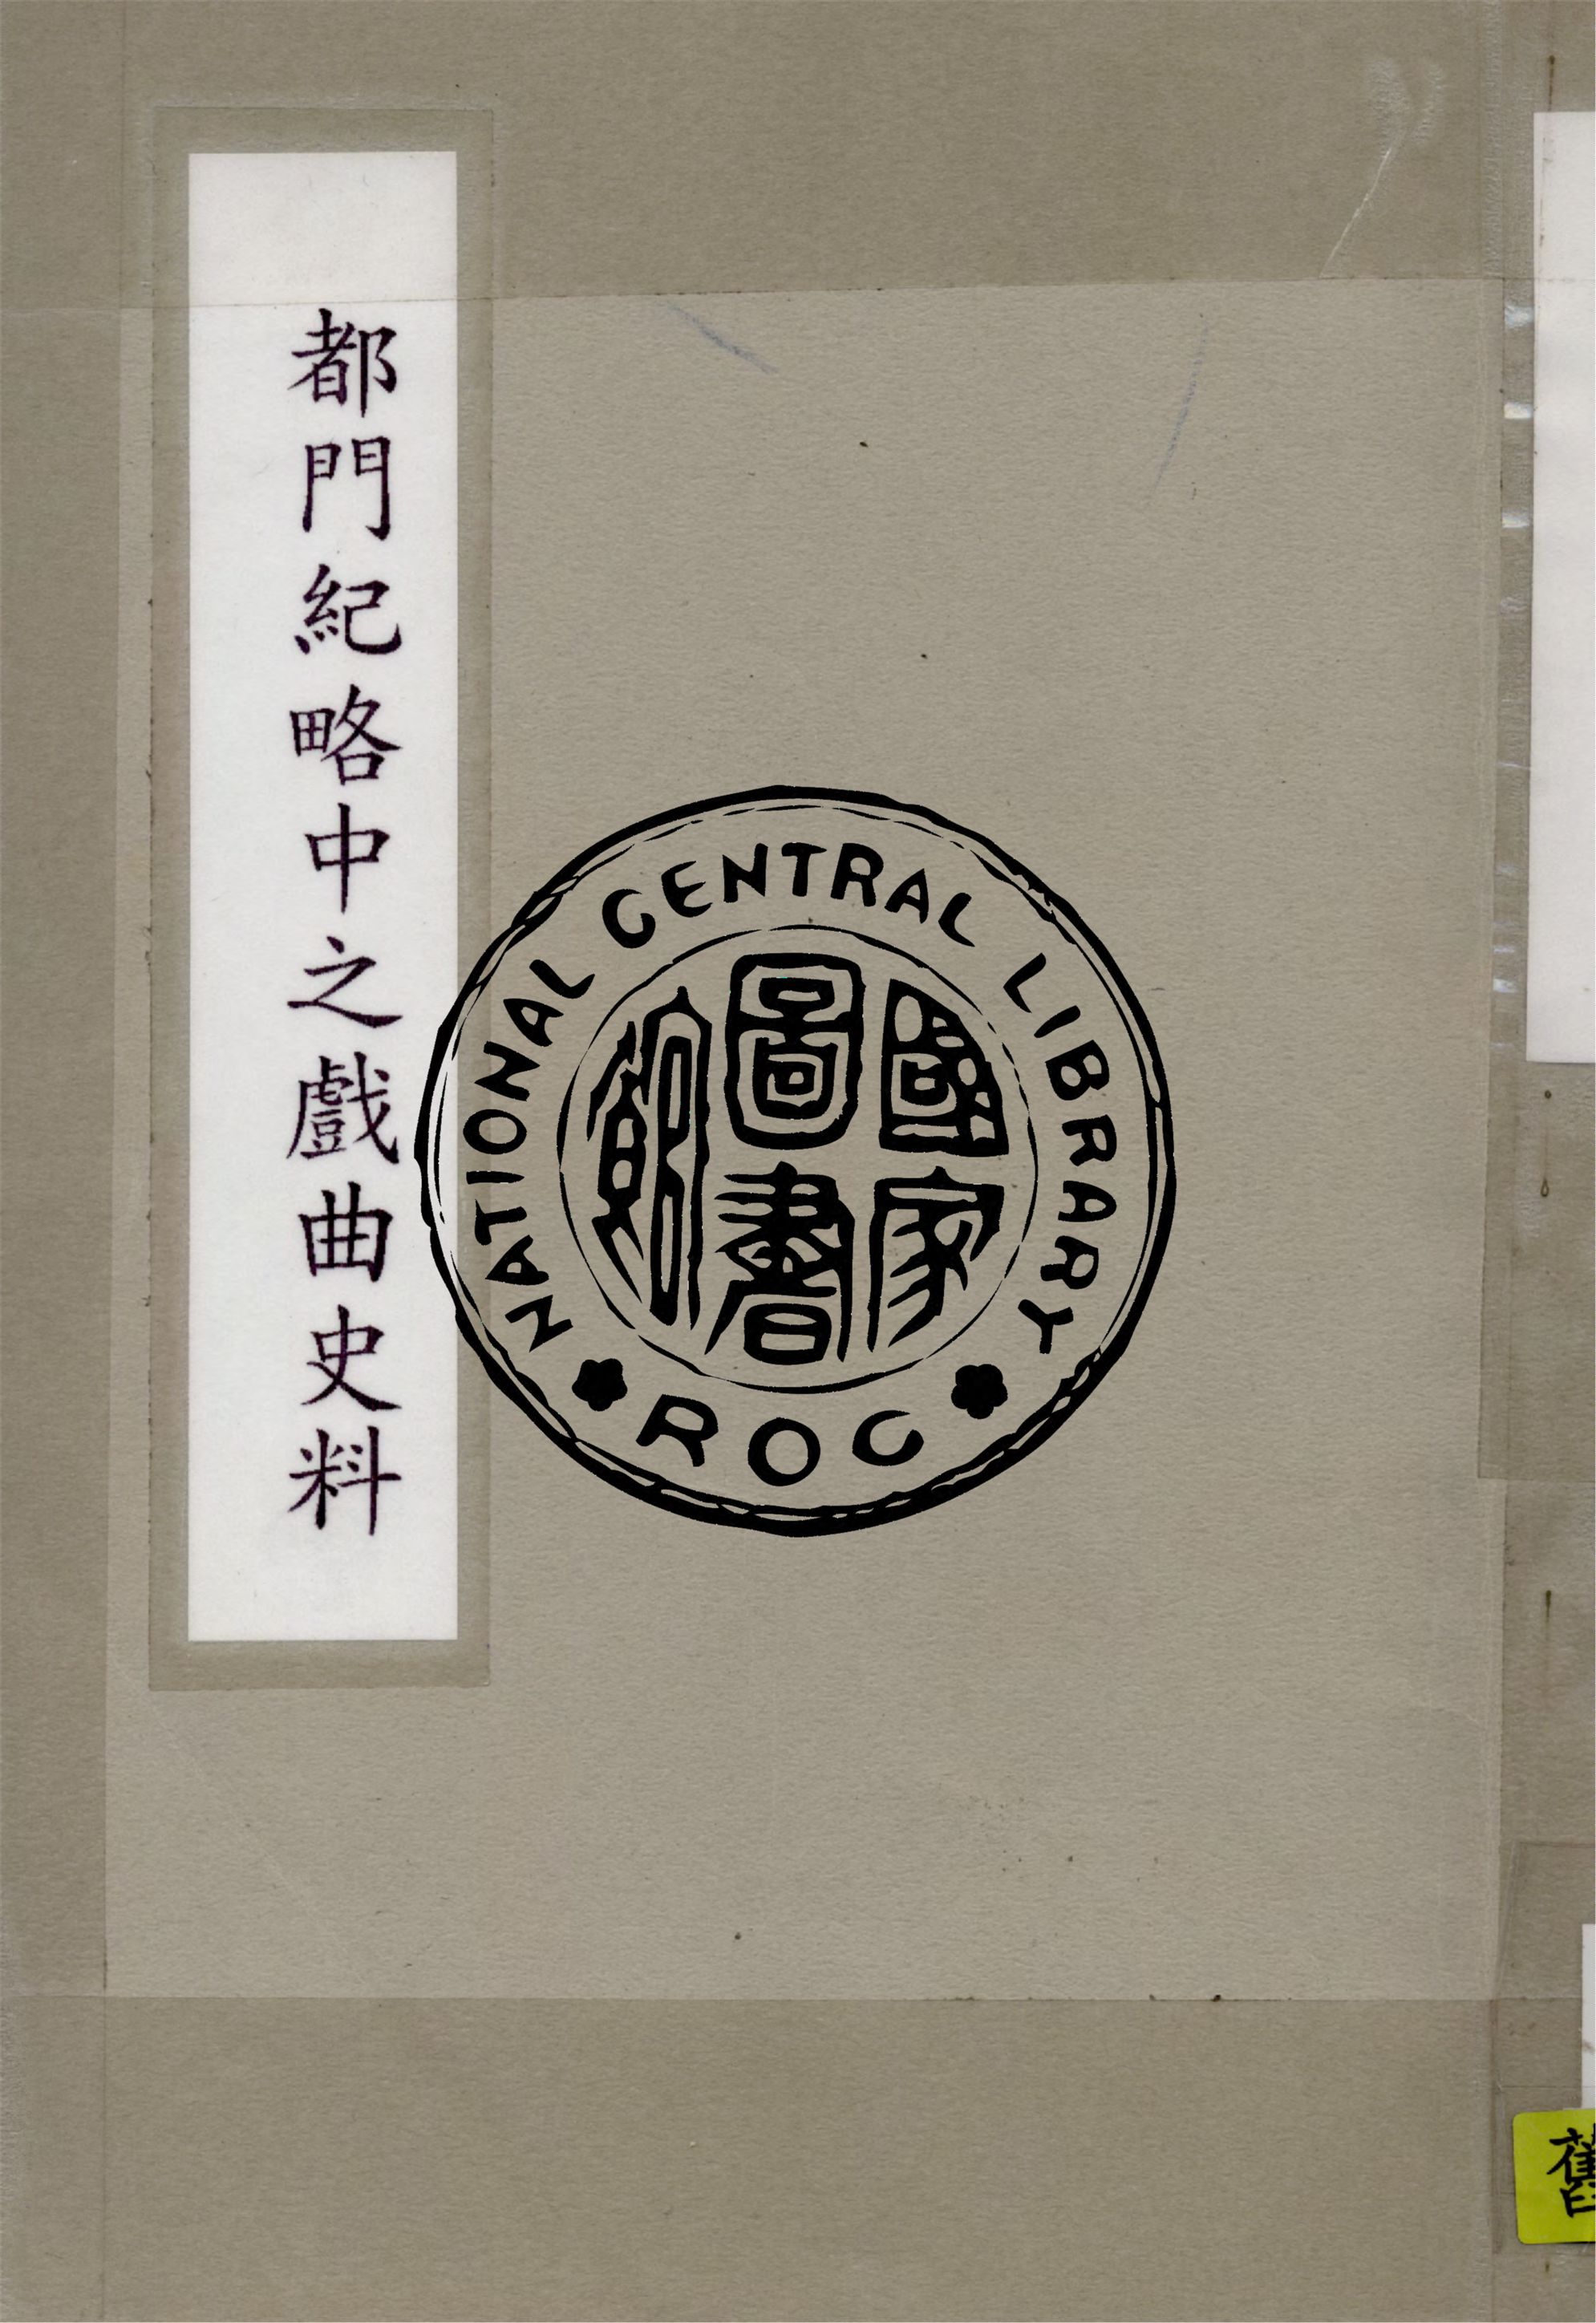 都門紀略中之戲曲史料
NATIONAL CENTRAL LIBRARY
國家
圖書
館
ROC
舊